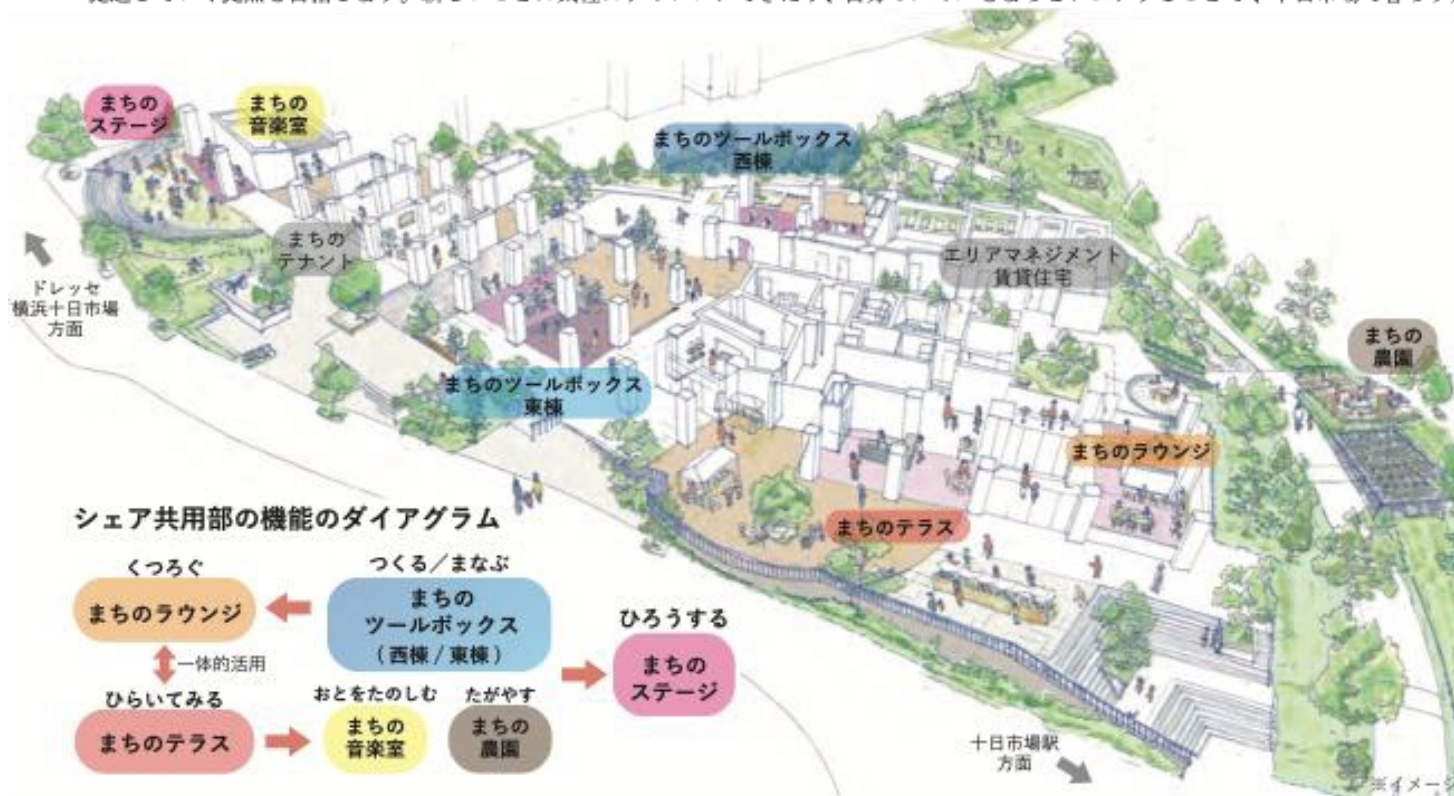 まちの
ステージ
まちの
音楽室
まちのツールボックス
西棟
まちの
テナント
エリアマネジメント
賃貸住宅
ドレッセ
横浜十日市場
方面
まちの
農園
まちのツールボックス
東棟
まちのラウンジ
まちのテラス
シェア共用部の機能のダイアグラム
くつろぐ
まちのラウンジ
つくる／まなぶ
まちの
ツールボックス
（西棟 / 東棟）
ひろうする
まちの
ステージ
一体的活用
ひらいてみる
まちのテラス
おとをたのしむ
まちの
音楽室
たがやす
まちの
農園
十日市場駅
方面
※イメージ